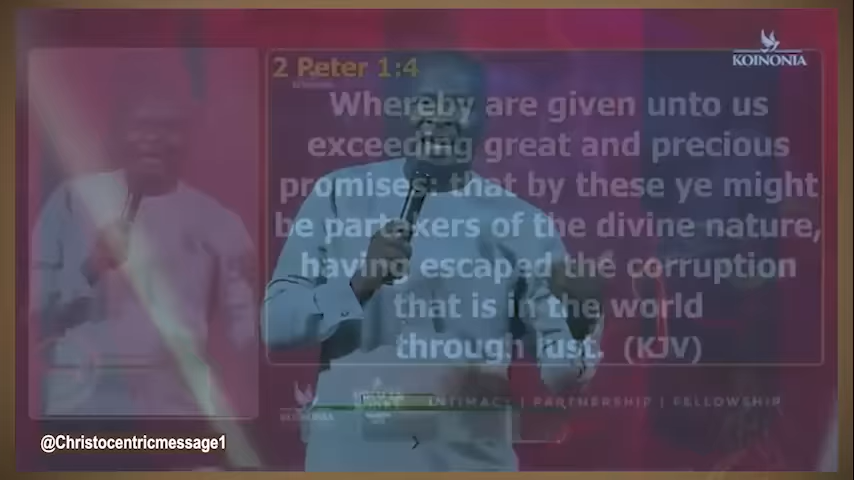 KOINONIA
2 Peter 1:4
Whereby are given unto us
exceeding great and precious
promises: that by these ye might
be partakers of the divine nature,
having escaped the corruption
that is in the world
through lust. (KJV)
KOINONIA
INTIMACY | PARTNERSHIP | FELLOWSHIP
@Christocentricmessage1